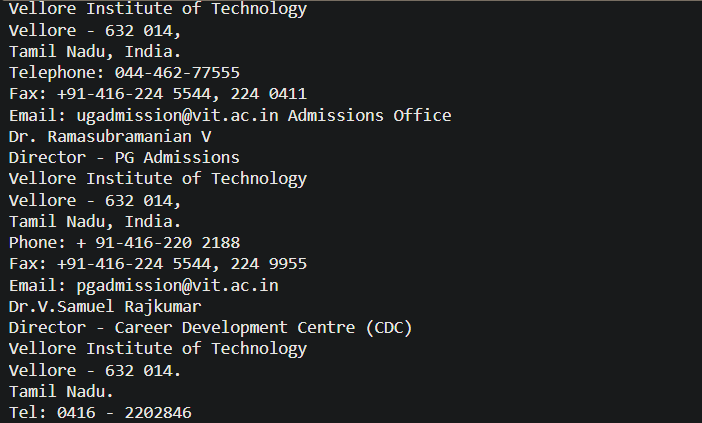 Vellore Institute of Technology
Vellore - 632 014,
Tamil Nadu, India.
Telephone: 044-462-77555
Fax: +91-416-224 5544, 224 0411
Email: ugadmission@vit.ac.in Admissions Office
Dr. Ramasubramanian V
Director - PG Admissions
Vellore Institute of Technology
Vellore - 632 014,
Tamil Nadu, India.
Phone: + 91-416-220 2188
Fax: +91-416-224 5544, 224 9955
Email: pgadmission@vit.ac.in
Dr.V.Samuel Rajkumar
Director - Career Development Centre (CDC)
Vellore Institute of Technology
Vellore - 632 014.
Tamil Nadu.
Tel: 0416 - 2202846